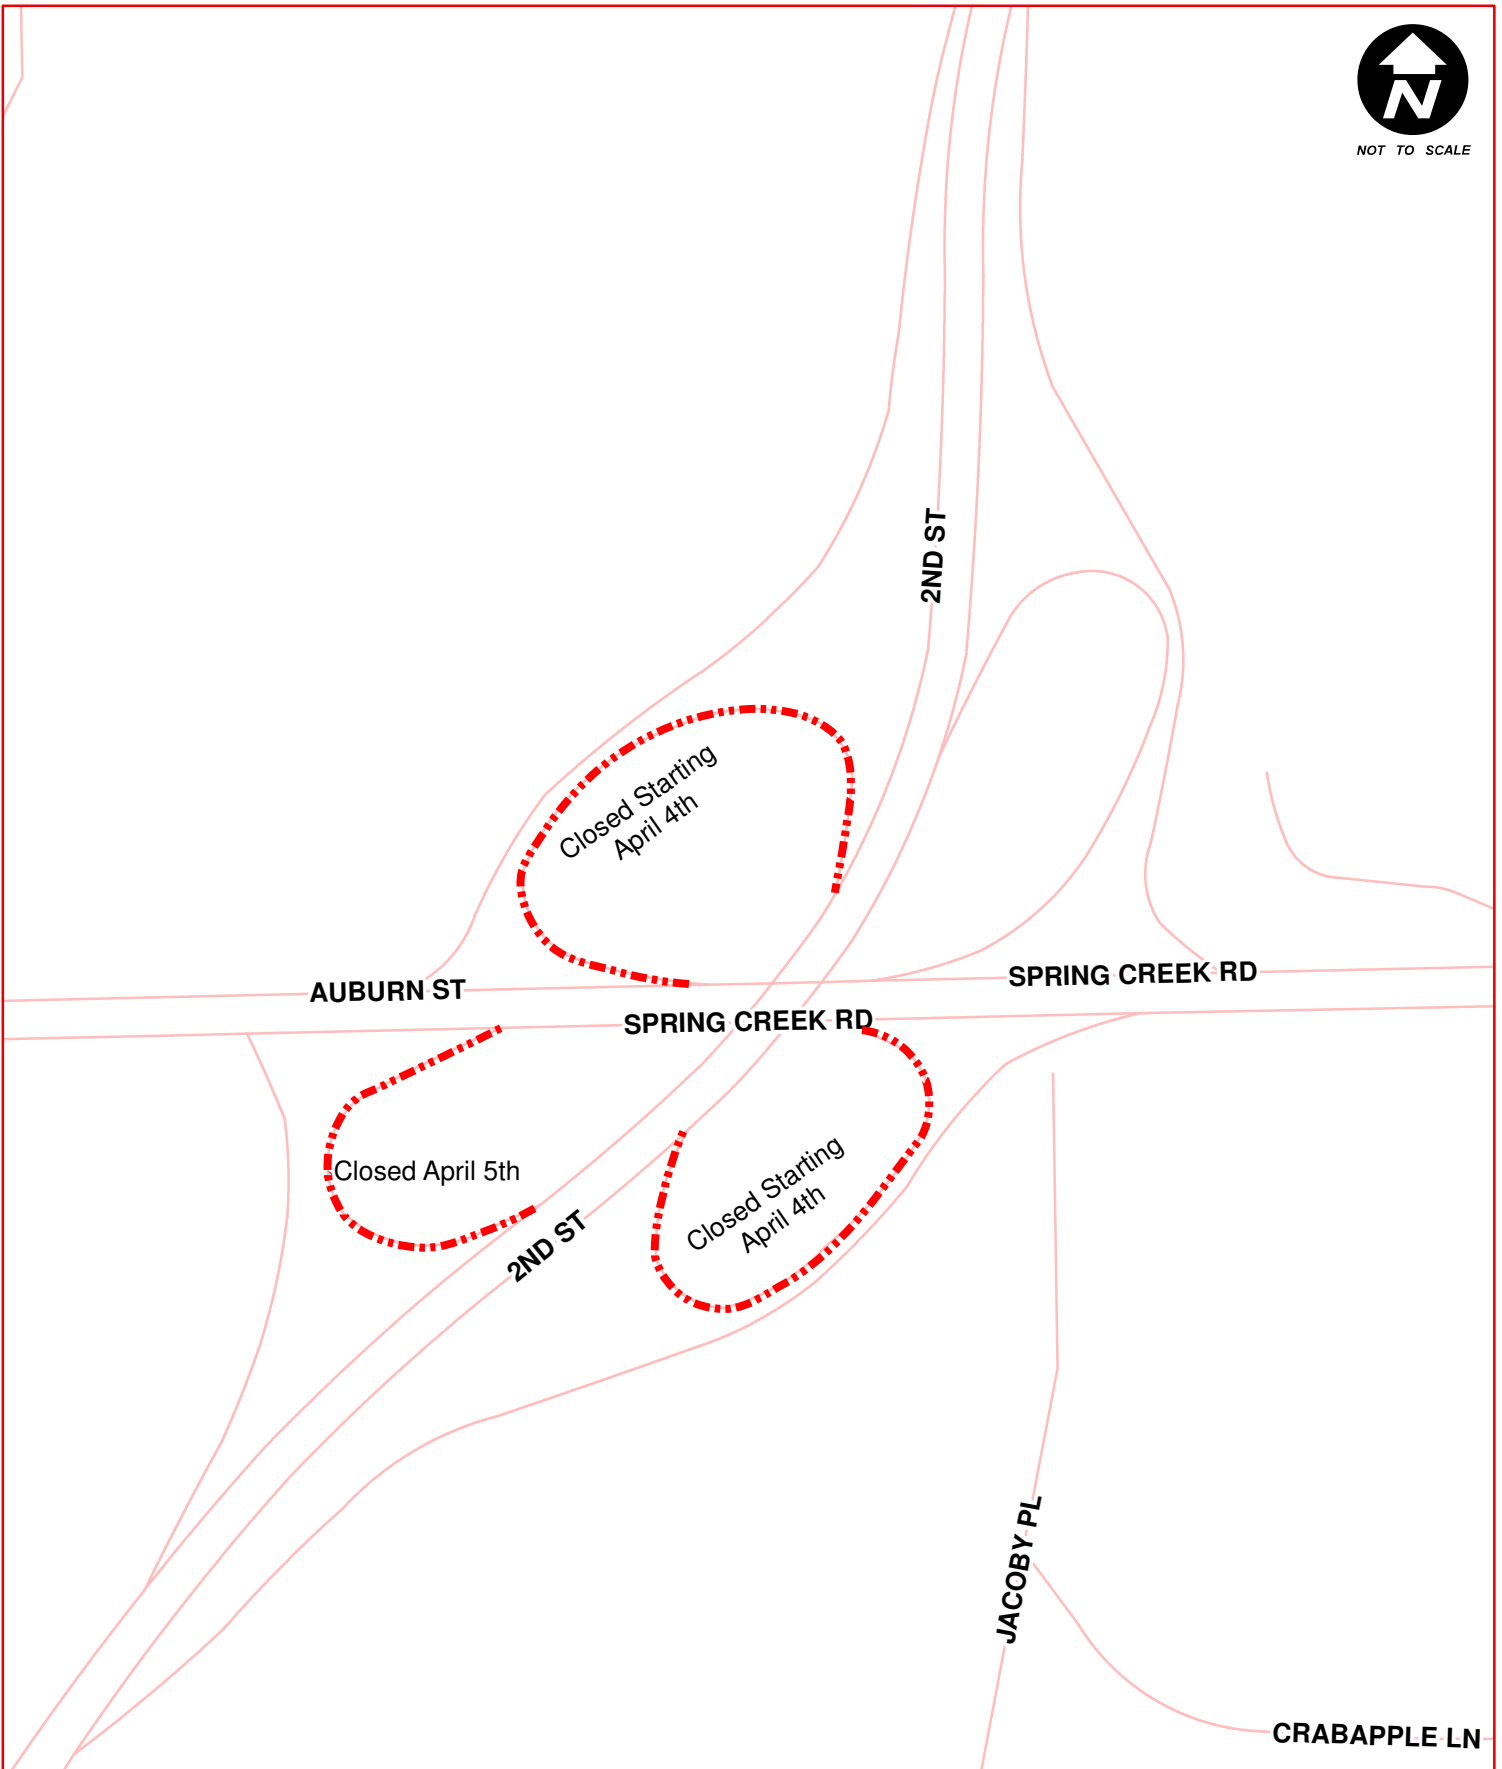 N
NOT TO SCALE
2ND ST
Closed Starting
April 4th
AUBURN ST
SPRING CREEK RD
SPRING CREEK RD
Closed April 5th
Closed Starting
April 4th
2ND ST
JACOBY PL
CRABAPPLE LN